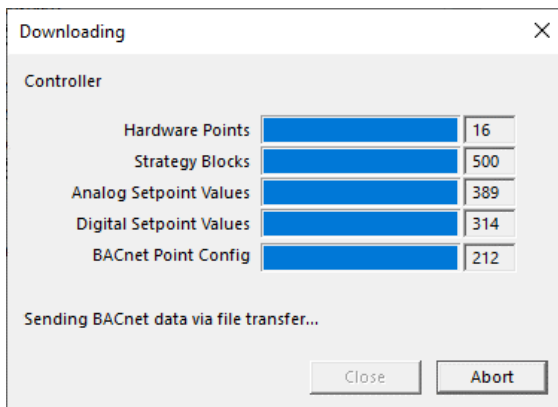 Downloading
Controller
Hardware Points 16
Strategy Blocks 500
Analog Setpoint Values 389
Digital Setpoint Values 314
BACnet Point Config 212
Sending BACnet data via file transfer...
Close Abort